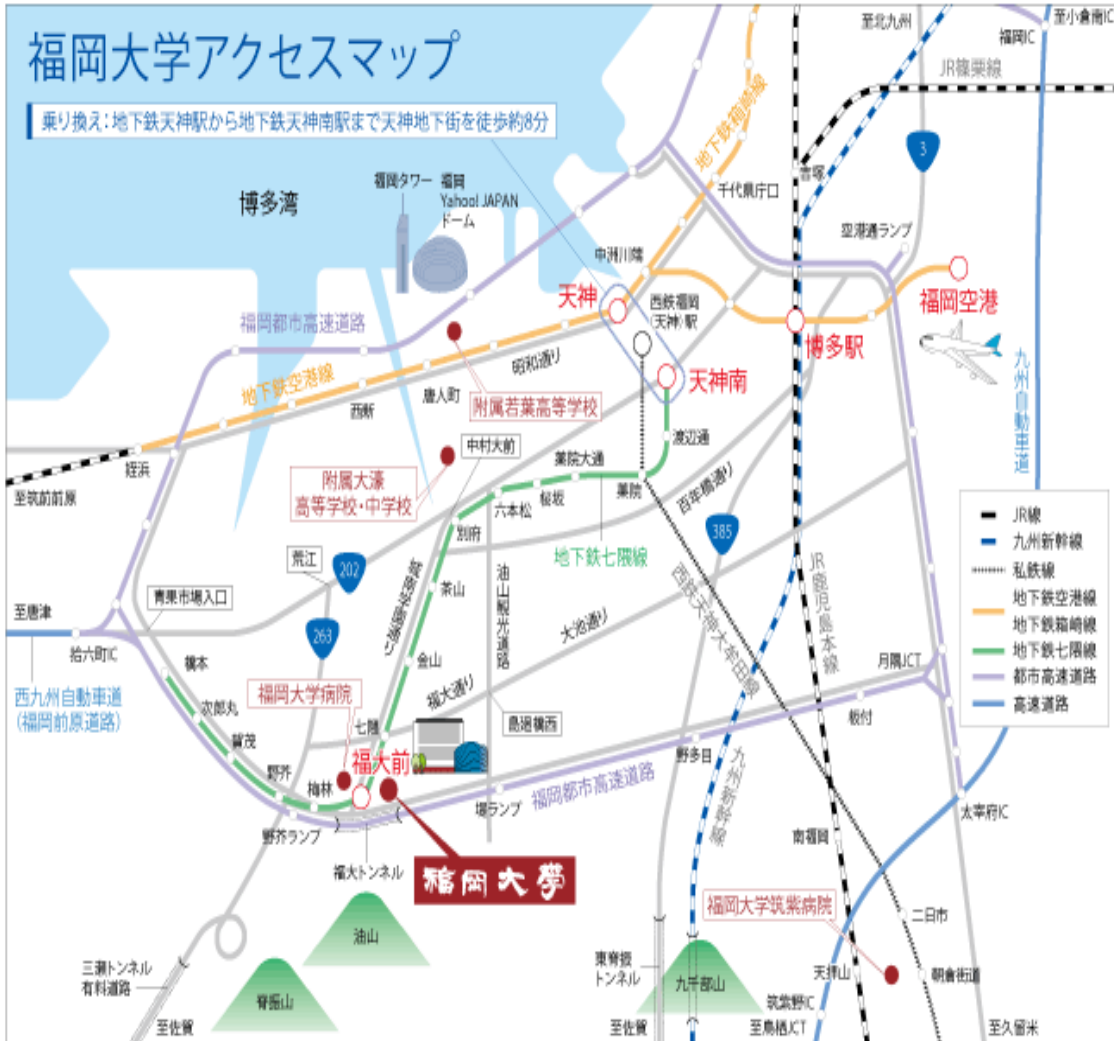 福岡大学アクセスマップ
乗り換え：地下鉄天神駅から地下鉄天神南駅まで天神地下街を徒歩約8分
至北九州
至小倉南IC
福岡IC
JR篠栗線
地下鉄箱崎線
3
吉塚
千代県庁口
空港通ランプ
博多湾
福岡タワー
福岡
Yahoo! JAPAN
ドーム
中洲川端
天神
西鉄福岡
(天神)駅
福岡空港
博多駅
福岡都市高速道路
昭和通り
天神南
地下鉄空港線
唐人町
西新
附属若葉高等学校
九州自動車道
渡辺通
中村大前
姪浜
至筑前前原
附属大濠
高等学校・中学校
薬院大通
桜坂
六本松
薬院
百年橋通り
別府
385
地下鉄七隈線
荒江
202
JR線
九州新幹線
私鉄線
地下鉄空港線
地下鉄箱崎線
地下鉄七隈線
都市高速道路
高速道路
JR鹿児島本線
西鉄天神大牟田線
茶山
油山観光道路
大池通り
青果市場入口
至唐津
263
拾六町IC
金山
月隈JCT
橋本
西九州自動車道
(福岡前原道路)
福岡大学病院
福大通り
次郎丸
七隈
島廻橋西
板付
賀茂
福大前
野多目
野芥
梅林
福岡都市高速道路
九州新幹線
堤ランプ
太宰府IC
野芥ランプ
南福岡
福大トンネル
福岡大學
福岡大学筑紫病院
二日市
油山
三瀬トンネル
有料道路
脊振山
東脊振
トンネル
九千部山
天拝山
朝倉街道
筑紫野IC
至佐賀
至佐賀
至鳥栖JCT
至久留米